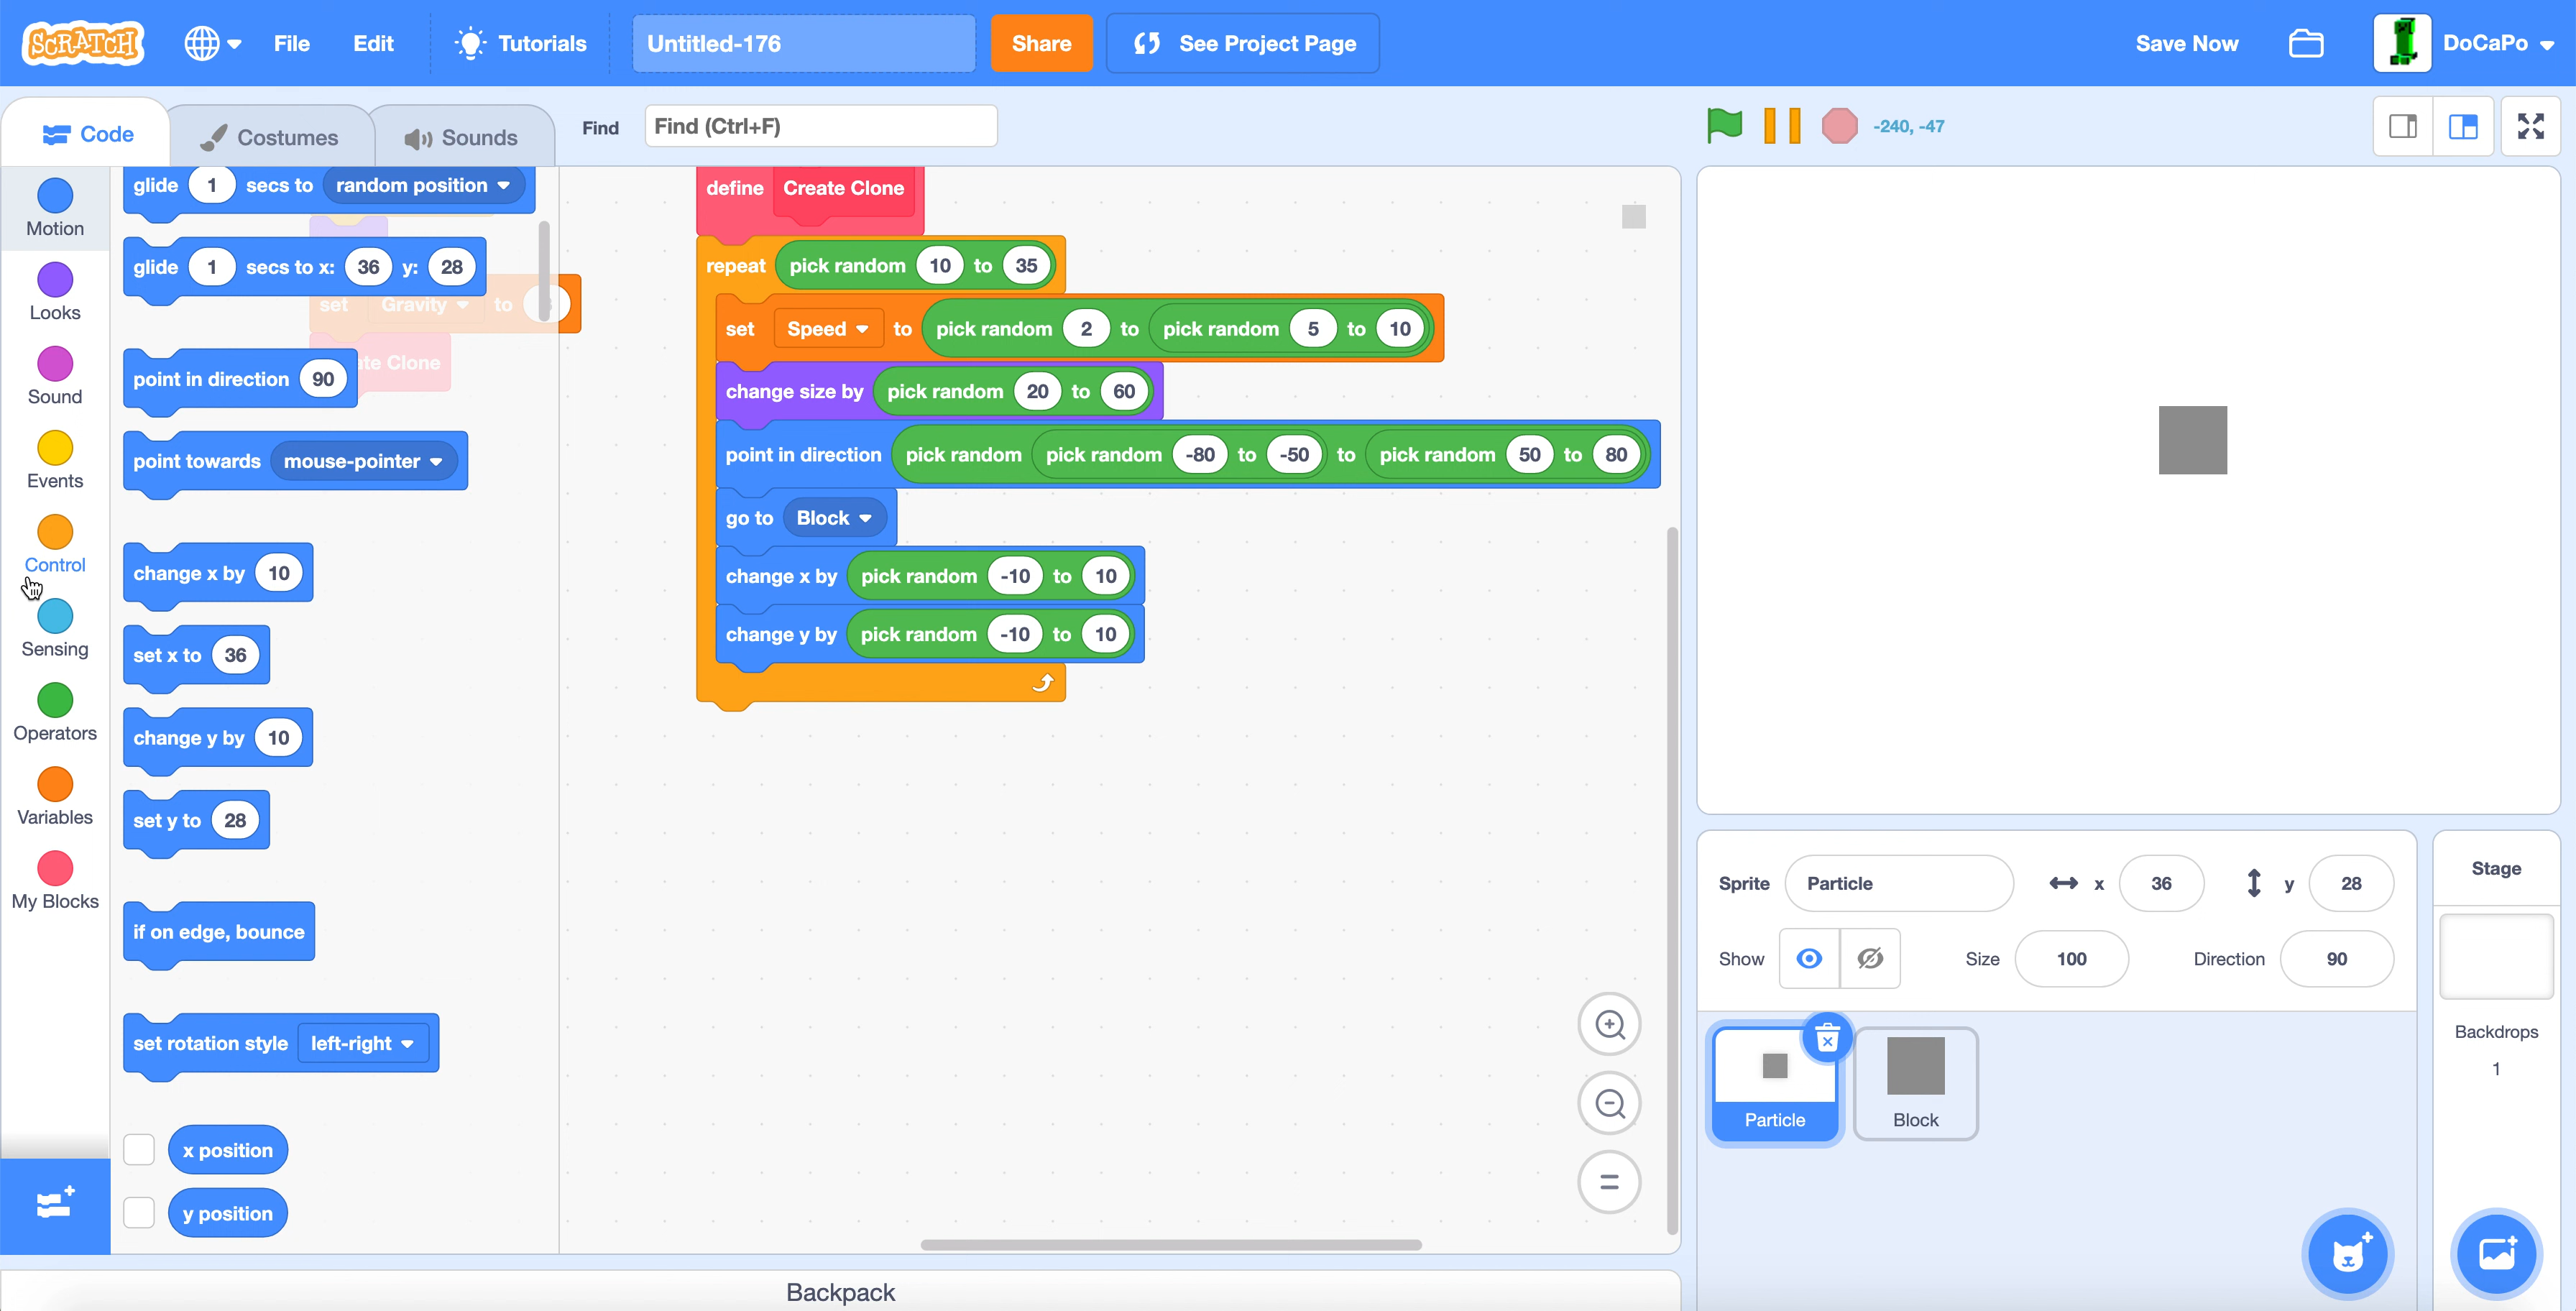 SCRATCH File Edit Tutorials Untitled-176 Share See Project Page Save Now DoCaPo
Code Costumes Sounds Find Find (Ctrl+F) -240, -47
Motion
Looks
Sound
Events
Control
Sensing
Operators
Variables
My Blocks
glide 1 secs to random position
glide 1 secs to x: 36 y: 28
set Gravity to
point in direction 90
te Clone
point towards mouse-pointer
change x by 10
set x to 36
change y by 10
set y to 28
if on edge, bounce
set rotation style left-right
x position
y position
define Create Clone
repeat pick random 10 to 35
set Speed to pick random 2 to pick random 5 to 10
change size by pick random 20 to 60
point in direction pick random pick random -80 to -50 to pick random 50 to 80
go to Block
change x by pick random -10 to 10
change y by pick random -10 to 10
Backpack
Sprite Particle x 36 y 28
Show Size 100 Direction 90
Particle
Block
Stage
Backdrops
1